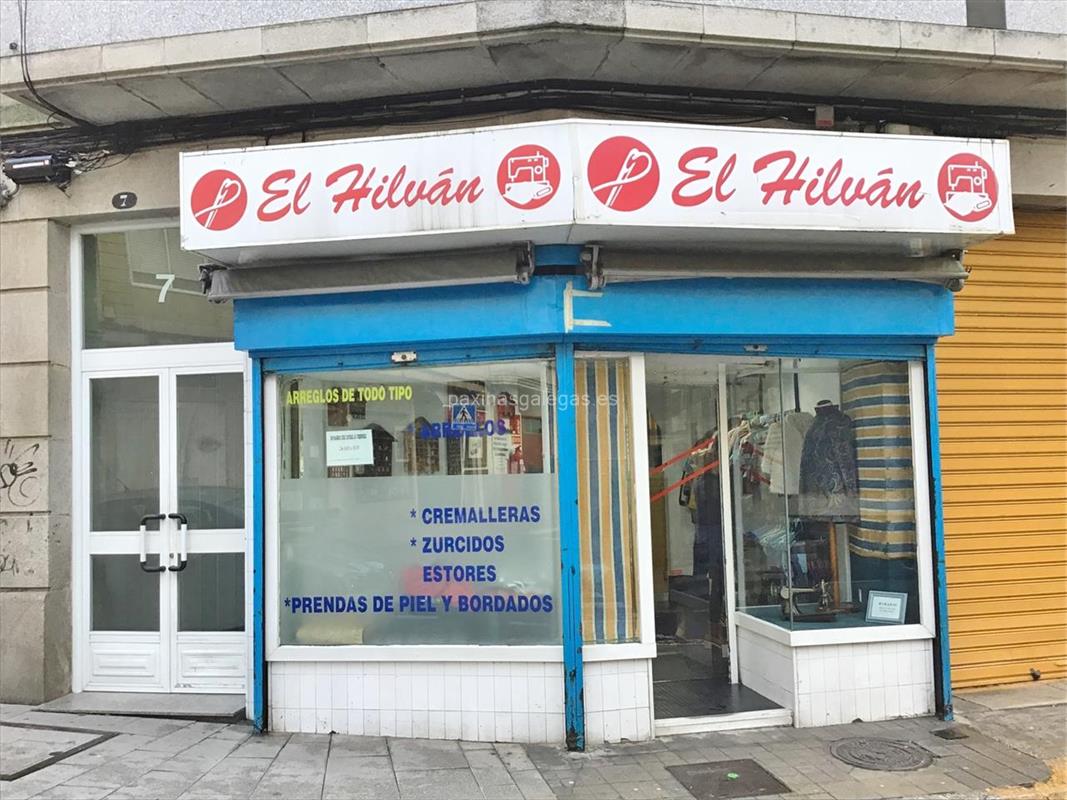 El Hilván
El Hilván
7
7
ARREGLOS DE TODO TIPO
* ARREGLOS
paxinasgalegas.es
* CREMALLERAS
* ZURCIDOS
ESTORES
*PRENDAS DE PIEL Y BORDADOS